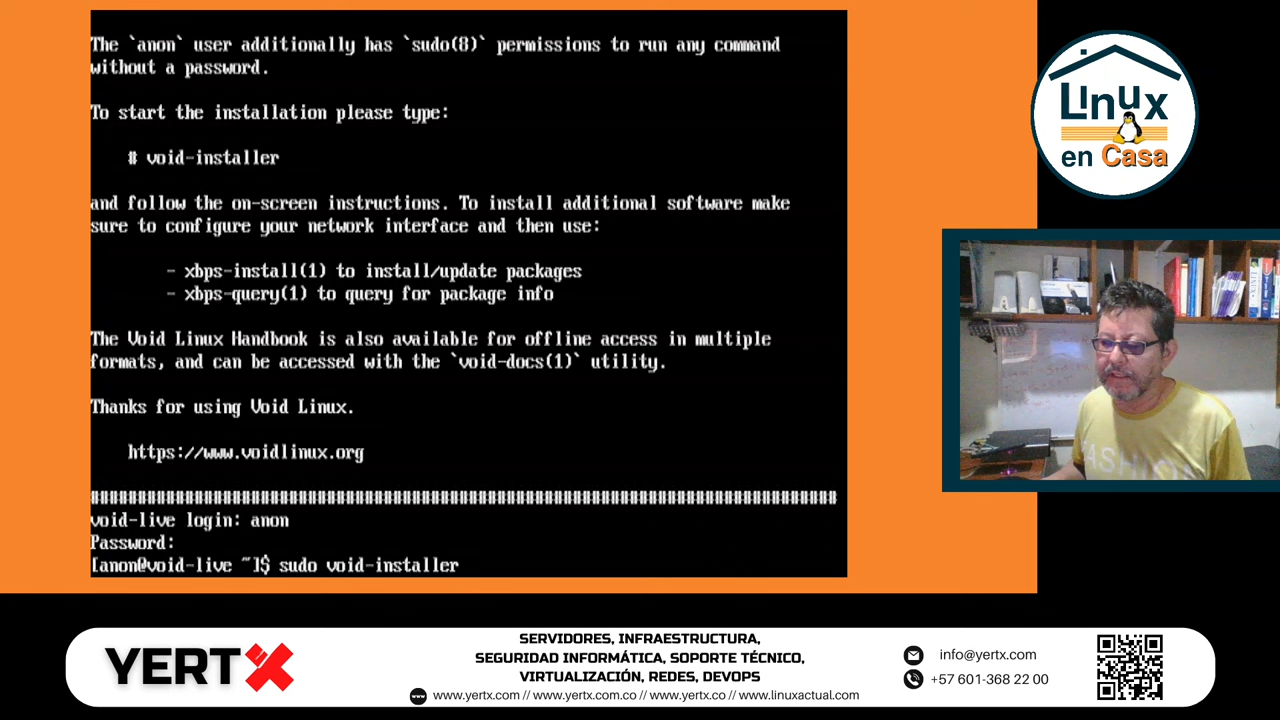 The `anon` user additionally has `sudo(8)` permissions to run any command
without a password.
To start the installation please type:
# void-installer
and follow the on-screen instructions. To install additional software make
sure to configure your network interface and then use:
- xbps-install(1) to install/update packages
- xbps-query(1) to query for package info
The Void Linux Handbook is also available for offline access in multiple
formats, and can be accessed with the `void-docs(1)` utility.
Thanks for using Void Linux.
https://www.voidlinux.org
################################################################################
void-live login: anon
Password:
[anon@void-live ~]$ sudo void-installer
Linux
en Casa
YERTX
SERVIDORES, INFRAESTRUCTURA,
SEGURIDAD INFORMÁTICA, SOPORTE TÉCNICO,
VIRTUALIZACIÓN, REDES, DEVOPS
www.yertx.com // www.yertx.com.co // www.yertx.co // www.linuxactual.com
info@yertx.com
+57 601-368 22 00